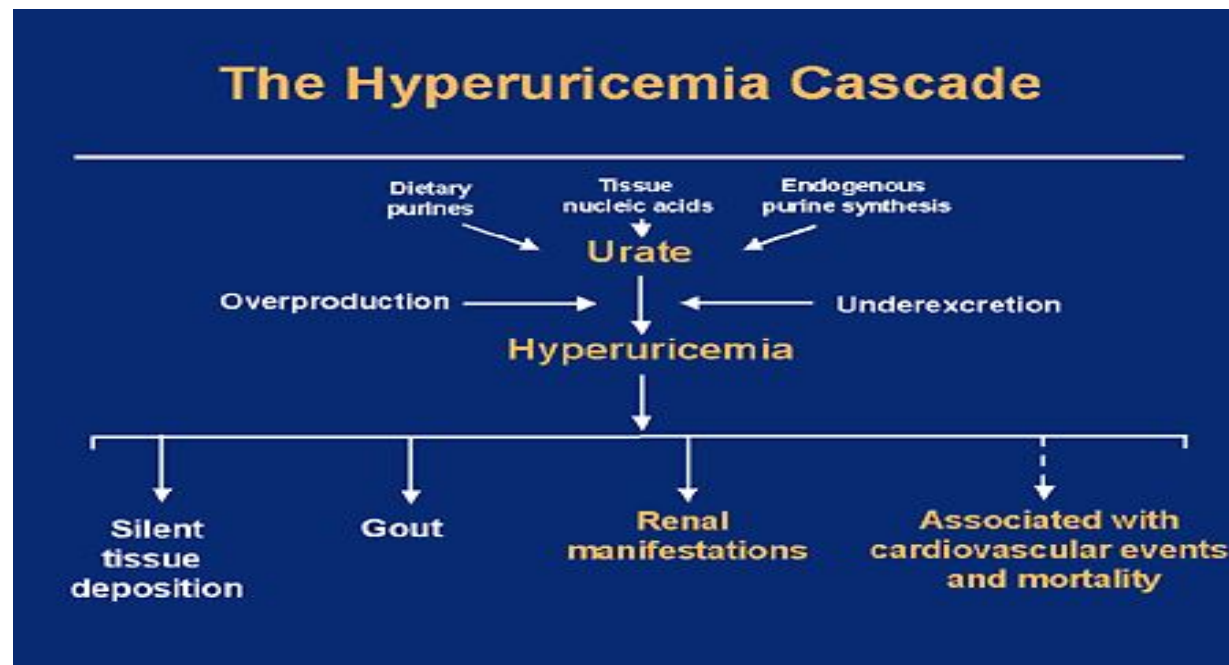 The Hyperuricemia Cascade
Dietary
purines
Tissue
nucleic acids
Endogenous
purine synthesis
Urate
Overproduction
Underexcretion
Hyperuricemia
Silent
tissue
deposition
Gout
Renal
manifestations
Associated with
cardiovascular events
and mortality